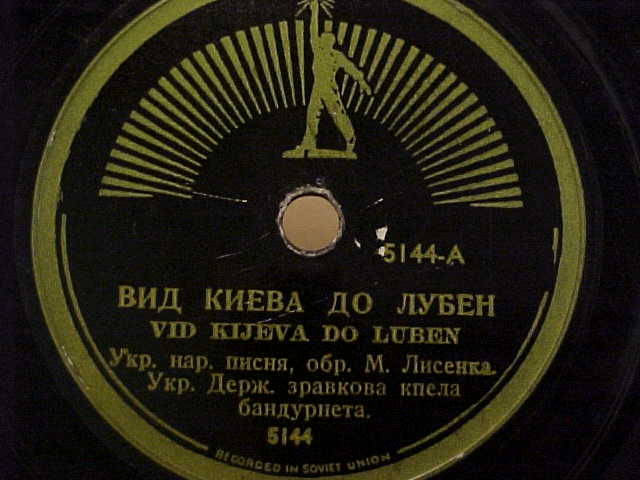 5144-A
ВИД КИЕВА ДО ЛУБЕН
VID KIJEVA DO LUBEN
Укр. нар. писня, обр. М. Лисенка.
Укр. Держ. зравкова кпела
бандурнета.
5144
RECORDED IN SOVIET UNION